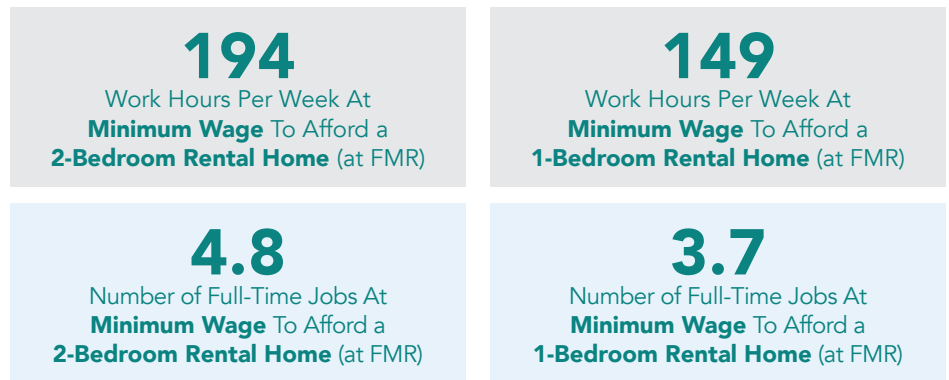 194
Work Hours Per Week At
Minimum Wage To Afford a
2-Bedroom Rental Home (at FMR)
149
Work Hours Per Week At
Minimum Wage To Afford a
1-Bedroom Rental Home (at FMR)
4.8
Number of Full-Time Jobs At
Minimum Wage To Afford a
2-Bedroom Rental Home (at FMR)
3.7
Number of Full-Time Jobs At
Minimum Wage To Afford a
1-Bedroom Rental Home (at FMR)